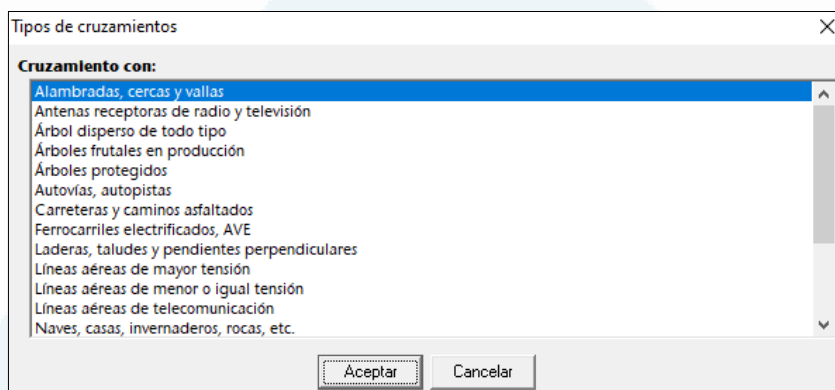 Tipos de cruzamientos
Cruzamiento con:
Alambradas, cercas y vallas
Antenas receptoras de radio y televisión
Árbol disperso de todo tipo
Árboles frutales en producción
Árboles protegidos
Autovías, autopistas
Carreteras y caminos asfaltados
Ferrocarriles electrificados, AVE
Laderas, taludes y pendientes perpendiculares
Líneas aéreas de mayor tensión
Líneas aéreas de menor o igual tensión
Líneas aéreas de telecomunicación
Naves, casas, invernaderos, rocas, etc.
Aceptar Cancelar